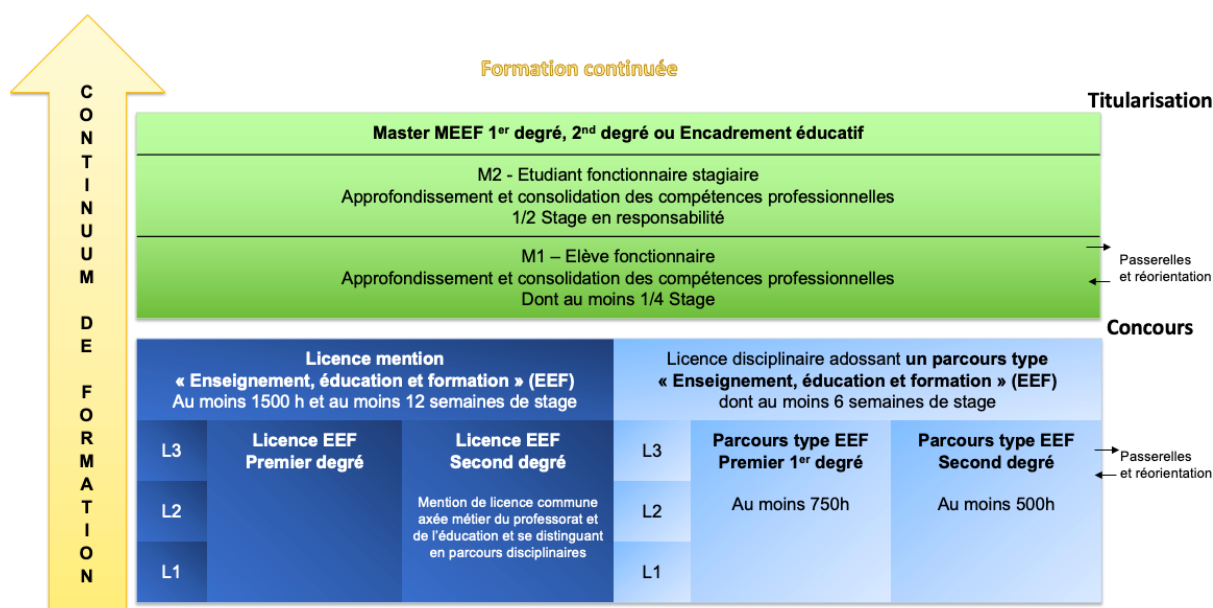 CONTINUUM DE FORMATION
Formation continuée
Titularisation
Master MEEF 1er degré, 2nd degré ou Encadrement éducatif
M2 - Etudiant fonctionnaire stagiaire
Approfondissement et consolidation des compétences professionnelles
1/2 Stage en responsabilité
M1 – Elève fonctionnaire
Approfondissement et consolidation des compétences professionnelles
Dont au moins 1/4 Stage
Passerelles
et réorientation
Concours
Licence mention
« Enseignement, éducation et formation » (EEF)
Au moins 1500 h et au moins 12 semaines de stage
Licence disciplinaire adossant un parcours type
« Enseignement, éducation et formation » (EEF)
dont au moins 6 semaines de stage
L3
L2
L1
Licence EEF
Premier degré
Licence EEF
Second degré
Mention de licence commune
axée métier du professorat et
de l'éducation et se distinguant
en parcours disciplinaires
L3
L2
L1
Parcours type EEF
Premier 1er degré
Au moins 750h
Parcours type EEF
Second degré
Au moins 500h
Passerelles
et réorientation